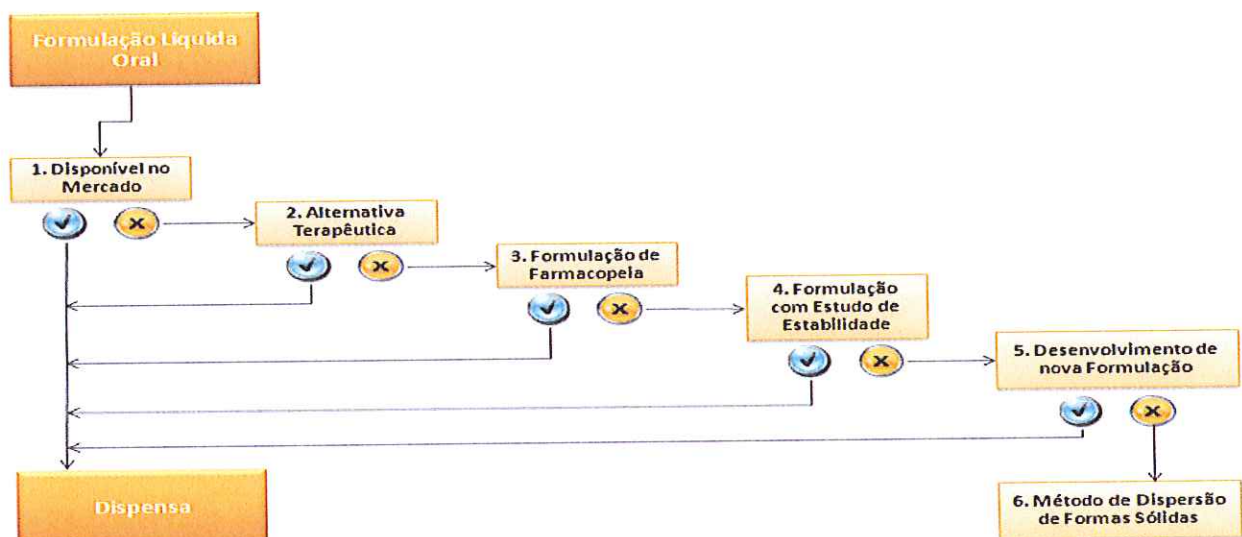 Formulação Líquida
Oral
1. Disponível no
Mercado
2. Alternativa
Terapêutica
3. Formulação de
Farmacopeia
4. Formulação
com Estudo de
Estabilidade
5. Desenvolvimento de
nova Formulação
Dispensa
6. Método de Dispersão
de Formas Sólidas